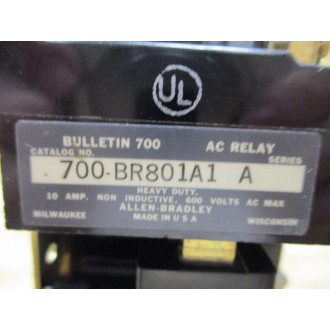 UL
BULLETIN 700 AC RELAY
CATALOG NO. SERIES
700-BR801A1 A
HEAVY DUTY,
10 AMP. NON INDUCTIVE, 600 VOLTS AC MAX
ALLEN-BRADLEY
MILWAUKEE MADE IN U S A WISCONSIN